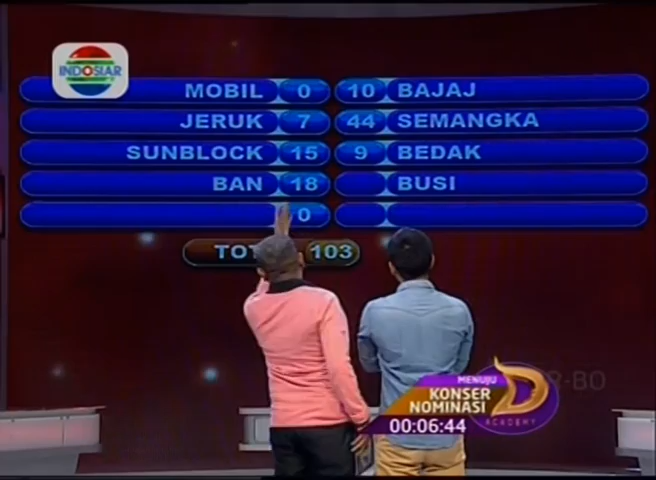 INDOSIAR
MOBIL 0 10 BAJAJ
JERUK 7 44 SEMANGKA
SUNBLOCK 15 9 BEDAK
BAN 18 BUSI
0
103
MENUJU
KONSER
NOMINASI
D
ACADEMY
00:06:44